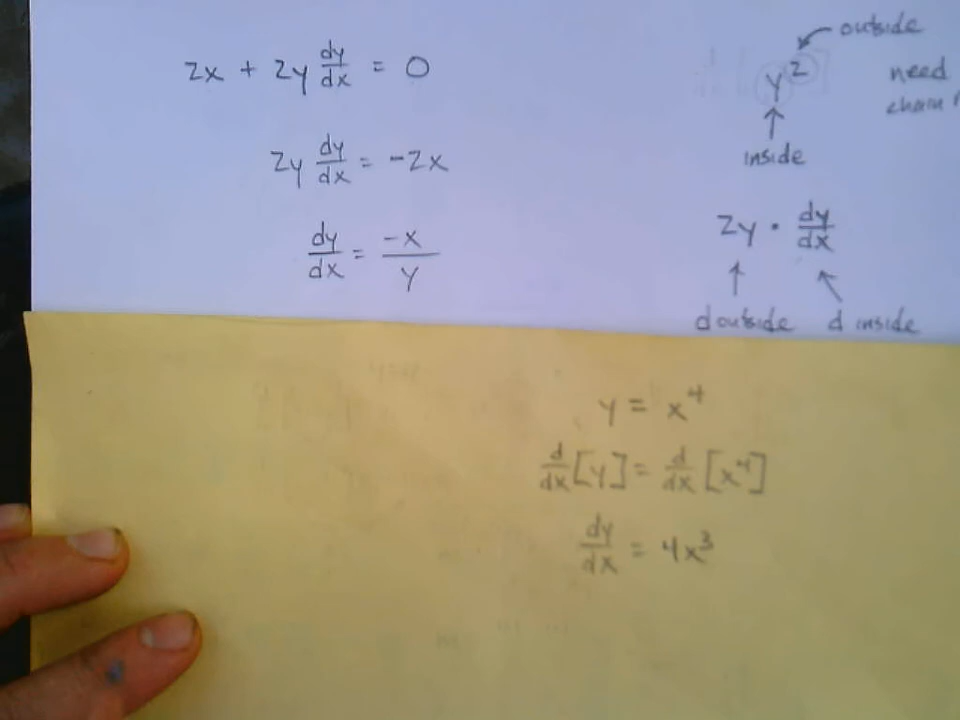 2x + 2y dy/dx = 0
2y dy/dx = -2x
dy/dx = -x/y
outside
y²
need
chain
inside
2y · dy/dx
d outside d inside
y = x⁴
d/dx [y] = d/dx [x⁴]
dy/dx = 4x³